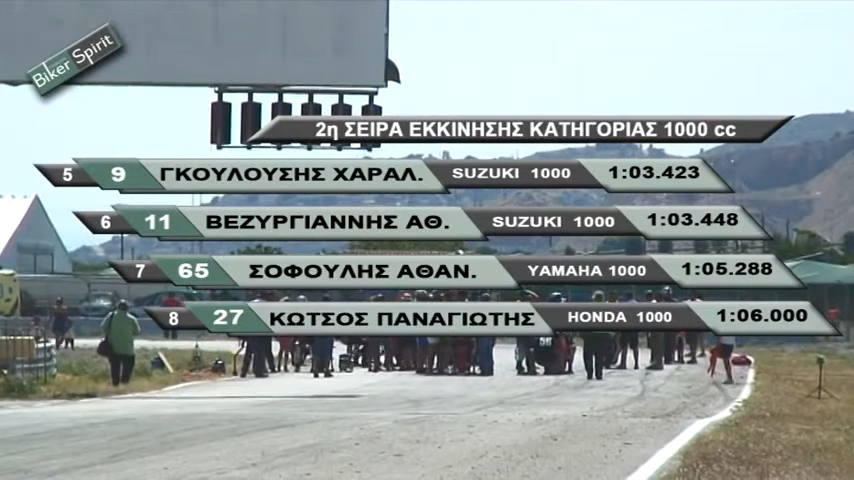 Biker Spirit
2η ΣΕΙΡΑ ΕΚΚΙΝΗΣΗΣ ΚΑΤΗΓΟΡΙΑΣ 1000 cc
5 9 ΓΚΟΥΛΟΥΣΗΣ ΧΑΡΑΛ. SUZUKI 1000 1:03.423
6 11 ΒΕΖΥΡΓΙΑΝΝΗΣ ΑΘ. SUZUKI 1000 1:03.448
7 65 ΣΟΦΟΥΛΗΣ ΑΘΑΝ. YAMAHA 1000 1:05.288
8 27 ΚΩΤΣΟΣ ΠΑΝΑΓΙΩΤΗΣ HONDA 1000 1:06.000